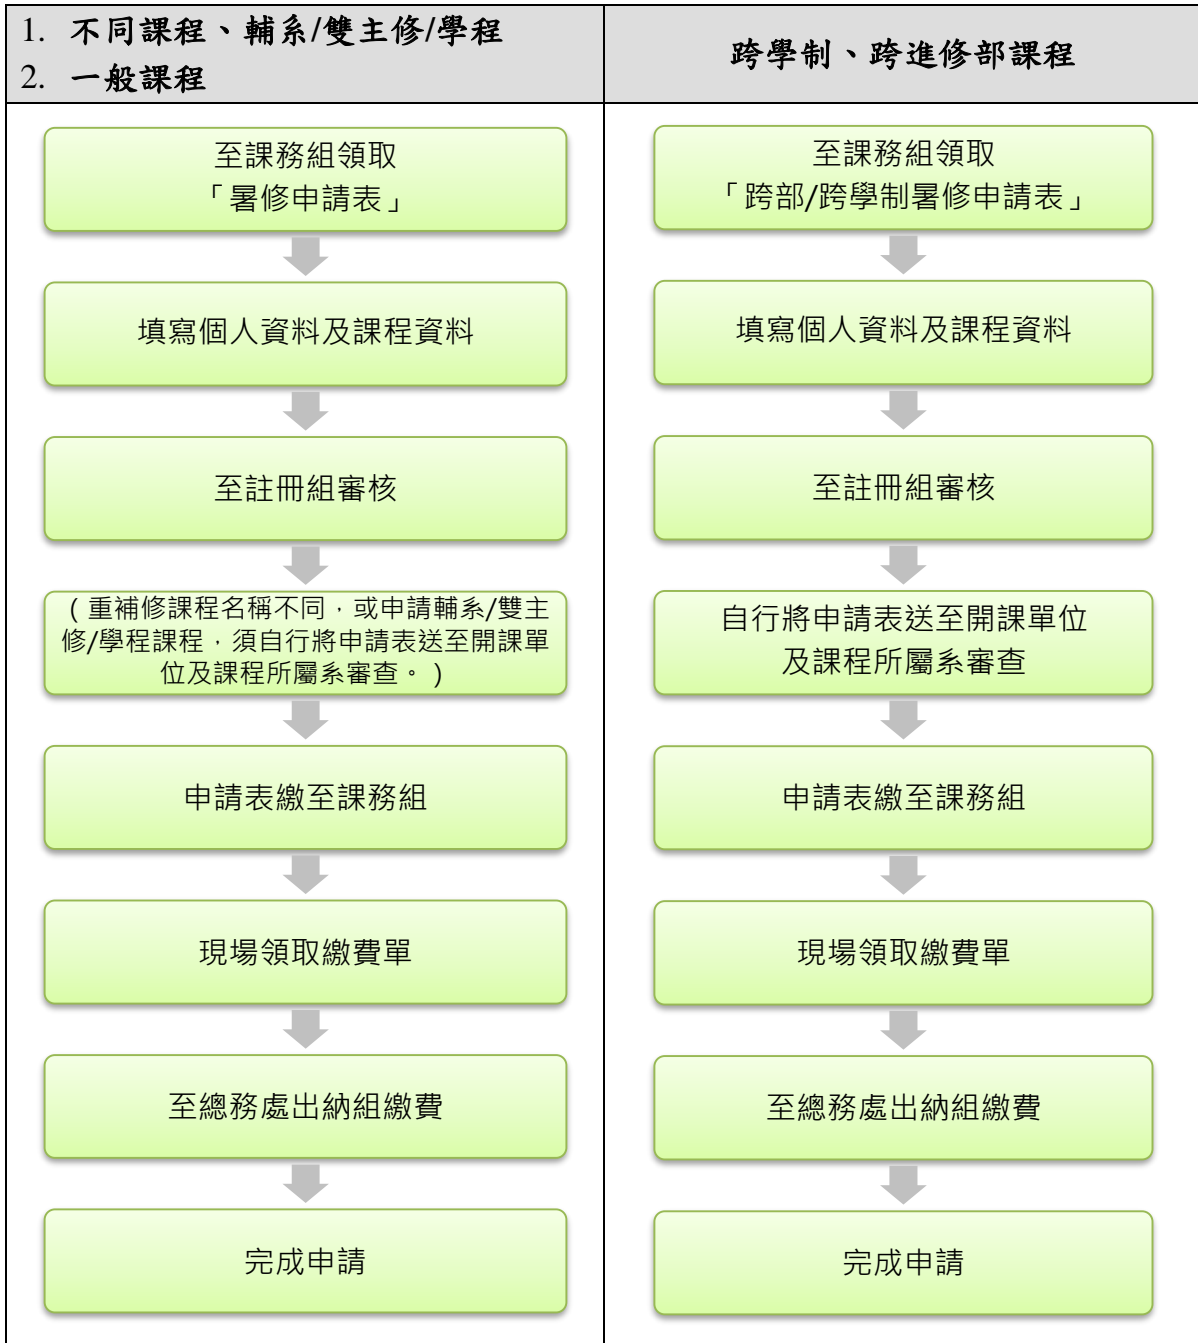 1. 不同課程、輔系/雙主修/學程
2. 一般課程
跨學制、跨進修部課程
至課務組領取
「暑修申請表」
填寫個人資料及課程資料
至註冊組審核
（重補修課程名稱不同，或申請輔系/雙主
修/學程課程，須自行將申請表送至開課單
位及課程所屬系審查。）
申請表繳至課務組
現場領取繳費單
至總務處出納組繳費
完成申請
至課務組領取
「跨部/跨學制暑修申請表」
填寫個人資料及課程資料
至註冊組審核
自行將申請表送至開課單位
及課程所屬系審查
申請表繳至課務組
現場領取繳費單
至總務處出納組繳費
完成申請